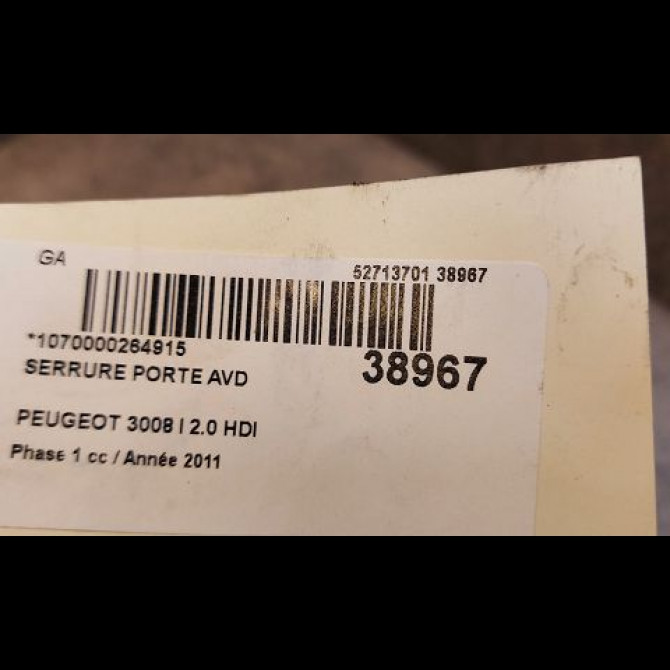 GA
52713701 38967
*1070000264915
38967
SERRURE PORTE AVD
PEUGEOT 3008 I 2.0 HDI
Phase 1 cc / Année 2011